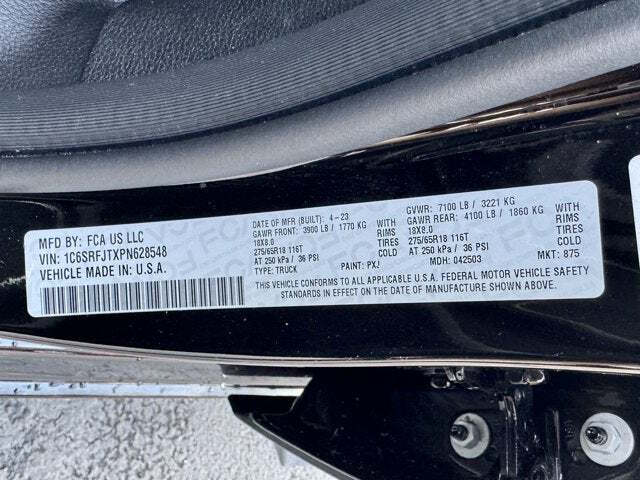 MFD BY: FCA US LLC
VIN: 1C6SRFJTXPN628548
VEHICLE MADE IN U.S.A.
DATE OF MFR (BUILT): 4-23
GAWR FRONT: 3900 LB / 1770 KG WITH
18X8.0 TIRES
275/65R18 116T RIMS
AT 250 kPa / 36 PSI
TYPE: TRUCK PAINT: PXJ
GVWR: 7100 LB / 3221 KG
GAWR REAR: 4100 LB / 1860 KG WITH
18X8.0 TIRES
275/65R18 116T RIMS
AT 250 kPa / 36 PSI
MDH: 042503 MKT: 875
THIS VEHICLE CONFORMS TO ALL APPLICABLE U.S.A. FEDERAL MOTOR VEHICLE SAFETY
STANDARDS IN EFFECT ON THE DATE OF MANUFACTURE SHOWN ABOVE.